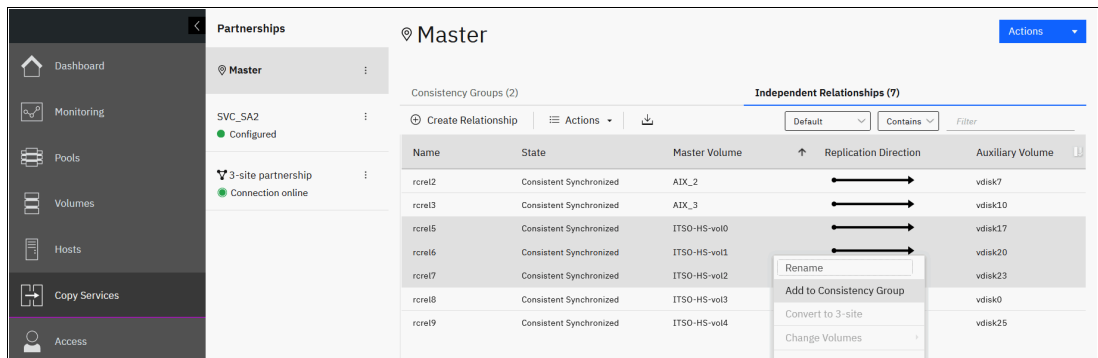 Dashboard
Monitoring
Pools
Volumes
Hosts
Copy Services
Access
Partnerships
Master
SVC_SA2
Configured
3-site partnership
Connection online
Master
Actions
Consistency Groups (2)
Independent Relationships (7)
Create Relationship
Actions
Default
Contains
Filter
Name State Master Volume Replication Direction Auxiliary Volume
rcrel2 Consistent Synchronized AIX_2 vdisk7
rcrel3 Consistent Synchronized AIX_3 vdisk10
rcrel5 Consistent Synchronized ITSO-HS-vol0 vdisk17
rcrel6 Consistent Synchronized ITSO-HS-vol1 vdisk20
rcrel7 Consistent Synchronized ITSO-HS-vol2 vdisk23
rcrel8 Consistent Synchronized ITSO-HS-vol3 vdisk0
rcrel9 Consistent Synchronized ITSO-HS-vol4 vdisk25
Rename
Add to Consistency Group
Convert to 3-site
Change Volumes